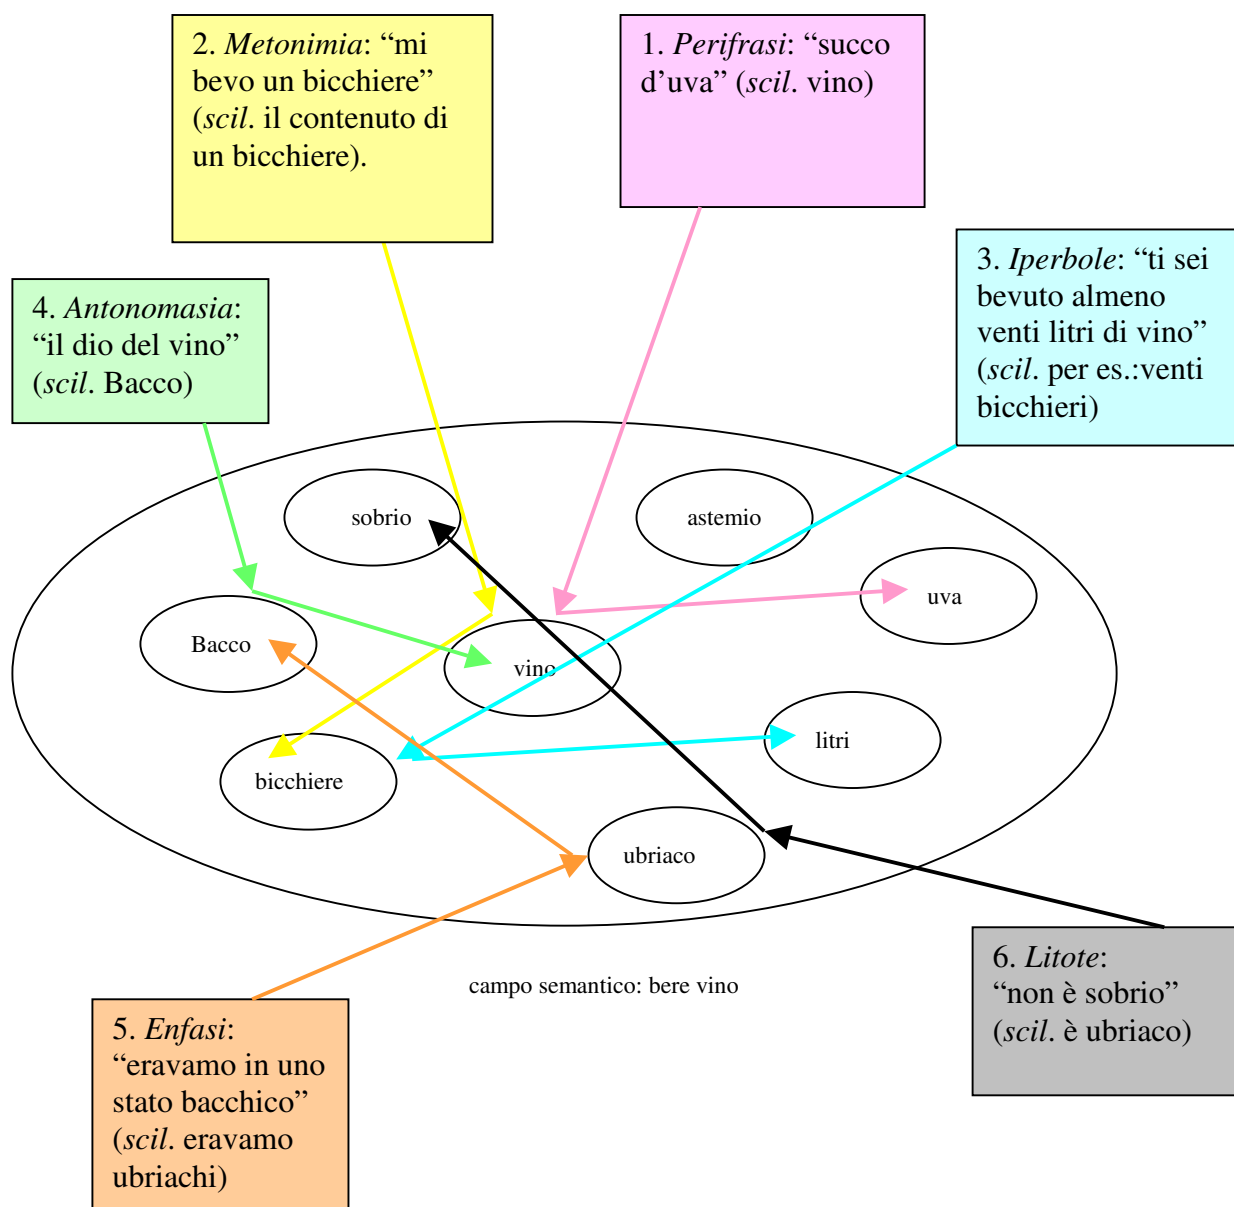 2. Metonimia: “mi
bevo un bicchiere”
(scil. il contenuto di
un bicchiere).
1. Perifrasi: “succo
d’uva” (scil. vino)
3. Iperbole: “ti sei
bevuto almeno
venti litri di vino”
(scil. per es.:venti
bicchieri)
4. Antonomasia:
“il dio del vino”
(scil. Bacco)
sobrio
astemio
uva
Bacco
vino
litri
bicchiere
ubriaco
campo semantico: bere vino
6. Litote:
“non è sobrio”
(scil. è ubriaco)
5. Enfasi:
“eravamo in uno
stato bacchico”
(scil. eravamo
ubriachi)